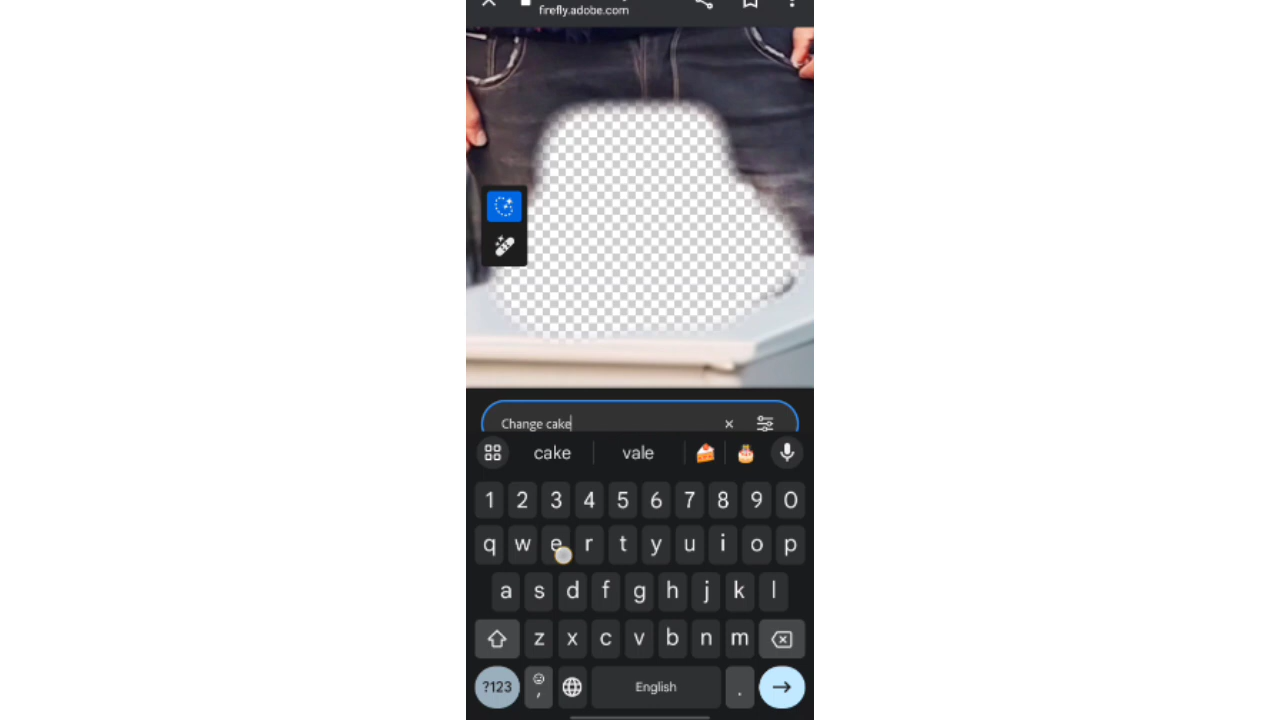 firefly.adobe.com
Change cake
cake vale
1 2 3 4 5 6 7 8 9 0
q w e r t y u i o p
a s d f g h j k l
z x c v b n m
?123 , English .